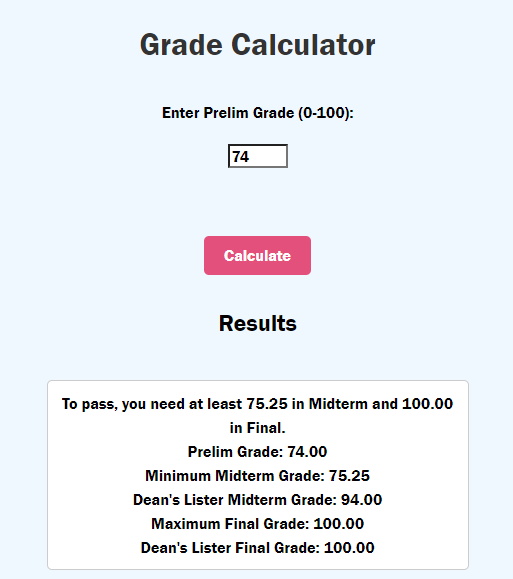 Grade Calculator
Enter Prelim Grade (0-100):
74
Calculate
Results
To pass, you need at least 75.25 in Midterm and 100.00
in Final.
Prelim Grade: 74.00
Minimum Midterm Grade: 75.25
Dean's Lister Midterm Grade: 94.00
Maximum Final Grade: 100.00
Dean's Lister Final Grade: 100.00